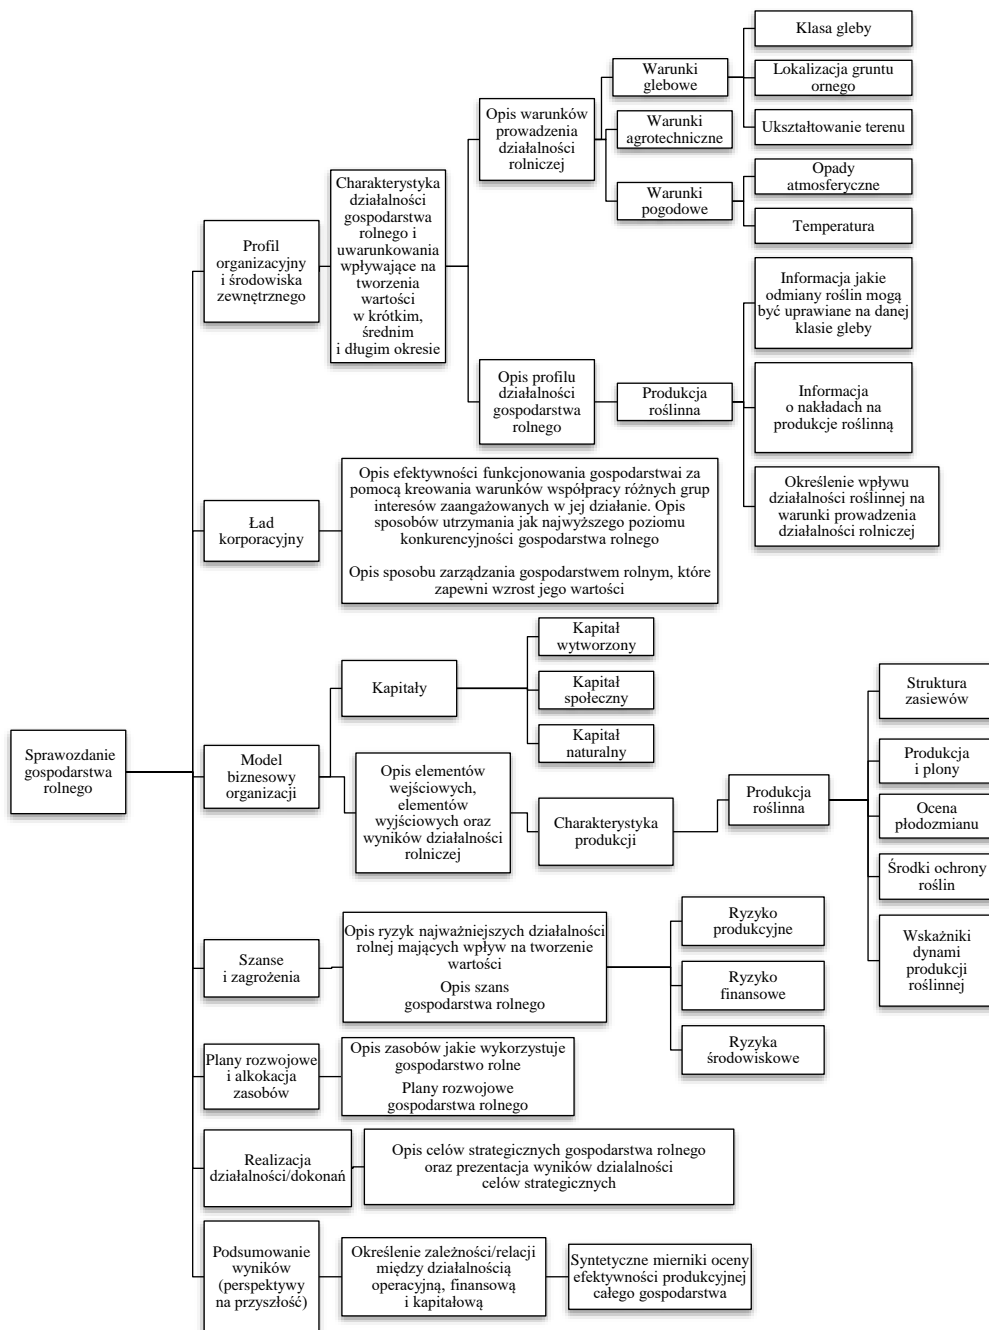 Sprawozdanie
gospodarstwa
rolnego
Profil
organizacyjny
i środowiska
zewnętrznego
Charakterystyka
działalności
gospodarstwa
rolnego i
uwarunkowania
wpływające na
tworzenia
wartości
w krótkim,
średnim
i długim okresie
Opis warunków
prowadzenia
działalności
rolniczej
Warunki
glebowe
Klasa gleby
Lokalizacja gruntu
ornego
Ukształtowanie terenu
Warunki
agrotechniczne
Warunki
pogodowe
Opady
atmosferyczne
Temperatura
Opis profilu
działalności
gospodarstwa
rolnego
Produkcja
roślinna
Informacja jakie
odmiany roślin mogą
być uprawiane na danej
klasie gleby
Informacja
o nakładach na
produkcje roślinną
Określenie wpływu
działalności roślinnej na
warunki prowadzenia
działalności rolniczej
Ład
korporacyjny
Opis efektywności funkcjonowania gospodarstwai za
pomocą kreowania warunków współpracy różnych grup
interesów zaangażowanych w jej działanie. Opis
sposobów utrzymania jak najwyższego poziomu
konkurencyjności gospodarstwa rolnego
Opis sposobu zarządzania gospodarstwem rolnym, które
zapewni wzrost jego wartości
Model
biznesowy
organizacji
Kapitały
Kapitał
wytworzony
Kapitał
społeczny
Kapitał
naturalny
Opis elementów
wejściowych,
elementów
wyjściowych oraz
wyników działalności
rolniczej
Charakterystyka
produkcji
Produkcja
roślinna
Struktura
zasiewów
Produkcja
i plony
Ocena
płodozmianu
Środki ochrony
roślin
Wskażniki
dynami
produkcji
roślinnej
Szanse
i zagrożenia
Opis ryzyk najważniejszych działalności
rolnej mających wpływ na tworzenie
wartości
Opis szans
gospodarstwa rolnego
Ryzyko
produkcyjne
Ryzyko
finansowe
Ryzyka
środowiskowe
Plany rozwojowe
i alkokacja
zasobów
Opis zasobów jakie wykorzystuje
gospodarstwo rolne
Plany rozwojowe
gospodarstwa rolnego
Realizacja
działalności/dokonań
Opis celów strategicznych gospodarstwa rolnego
oraz prezentacja wyników dzialalności
celów strategicznych
Podsumowanie
wyników
(perspektywy
na przyszłość)
Określenie zależności/relacji
między działalnością
operacyjną, finansową
i kapitałową
Syntetyczne mierniki oceny
efektywności produkcyjnej
całego gospodarstwa